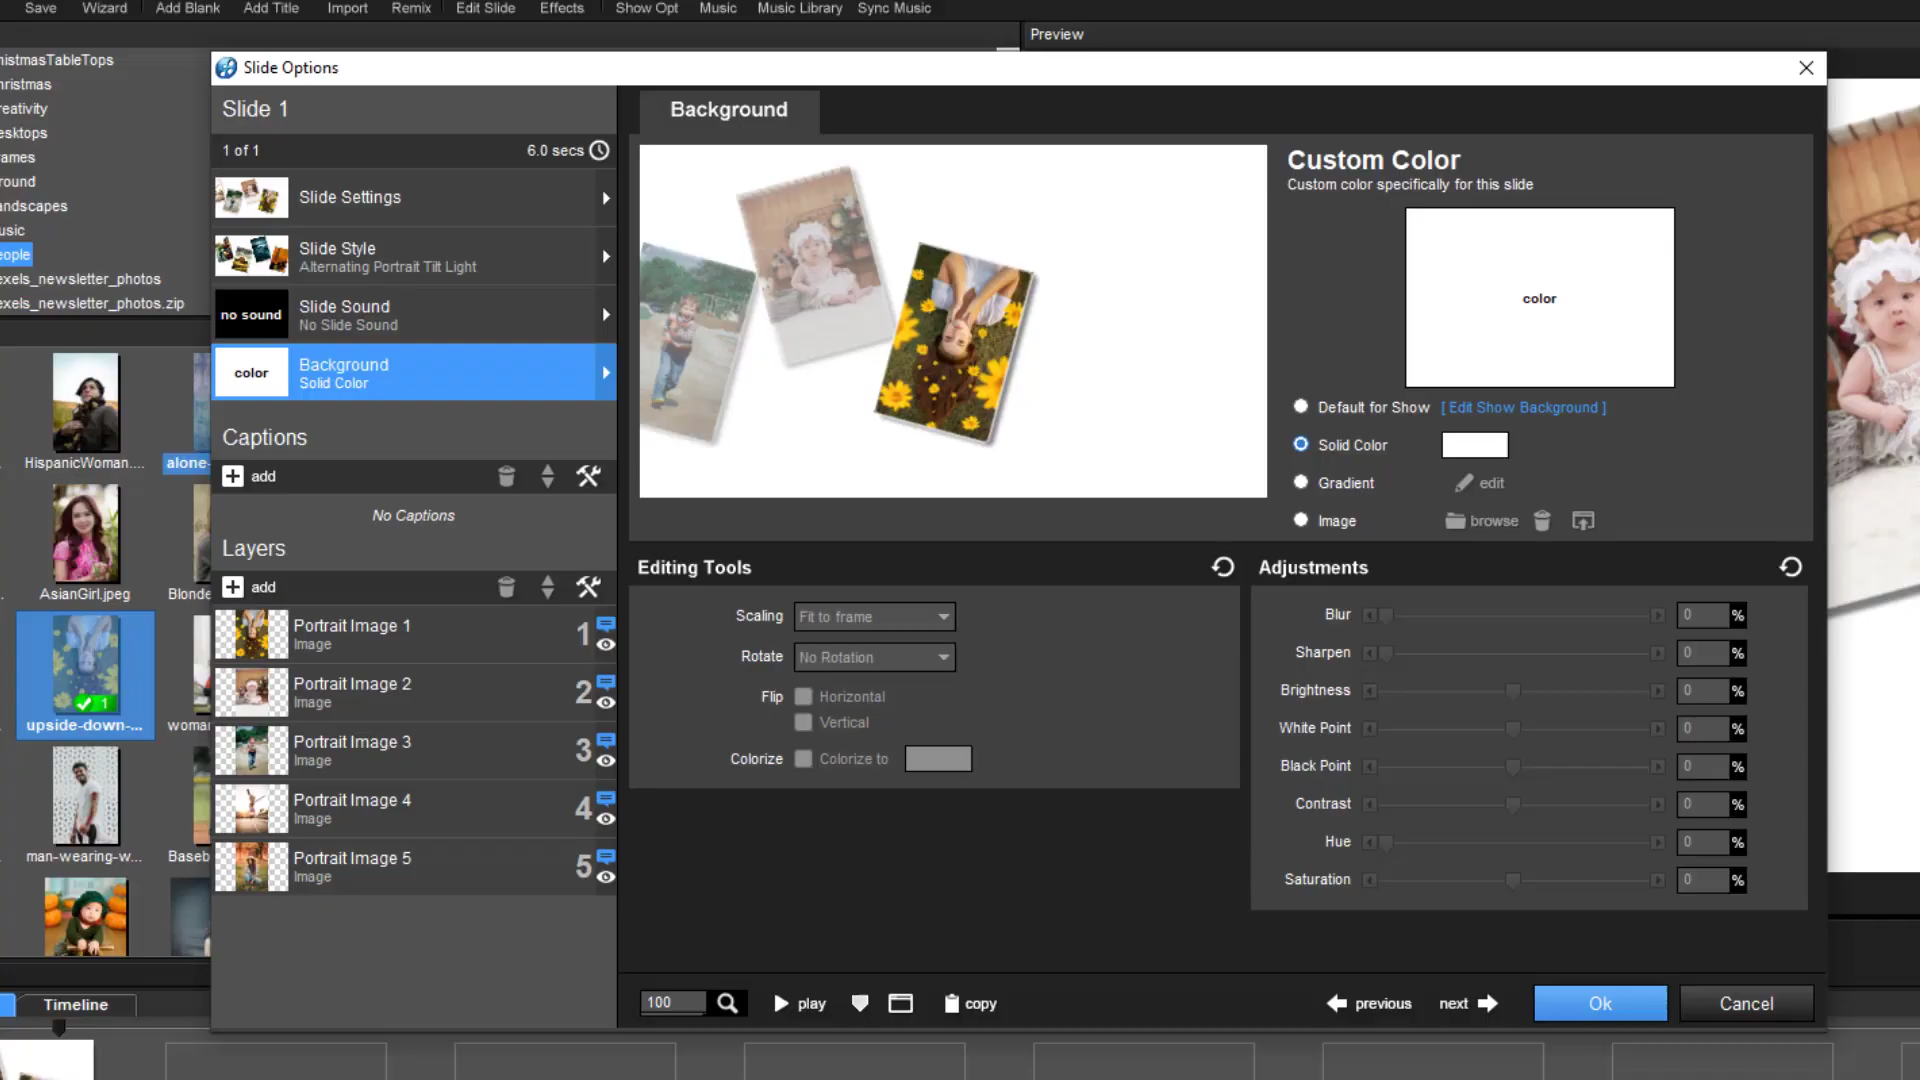 Save Wizard Add Blank Add Title Import Remix Edit Slide Effects Show Opt Music Music Library Sync Music
Preview
hristmasTableTops
hristmas
reativity
esktops
rames
round
andscapes
usic
eople
exels_newsletter_photos
exels_newsletter_photos.zip
HispanicWoman....
alone-
AsianGirl.jpeg
Blonde
1
upside-down-...
woma
man-wearing-w...
Baseb
Timeline
Slide Options
Slide 1
1 of 1
6.0 secs
Slide Settings
Slide Style
Alternating Portrait Tilt Light
no sound
Slide Sound
No Slide Sound
color
Background
Solid Color
Captions
add
No Captions
Layers
add
Portrait Image 1
Image
1
Portrait Image 2
Image
2
Portrait Image 3
Image
3
Portrait Image 4
Image
4
Portrait Image 5
Image
5
Background
Custom Color
Custom color specifically for this slide
color
Default for Show [ Edit Show Background ]
Solid Color
Gradient edit
Image browse
Editing Tools
Scaling Fit to frame
Rotate No Rotation
Flip Horizontal
Vertical
Colorize Colorize to
Adjustments
Blur 0 %
Sharpen 0 %
Brightness 0 %
White Point 0 %
Black Point 0 %
Contrast 0 %
Hue 0 %
Saturation 0 %
100 play copy previous next Ok Cancel